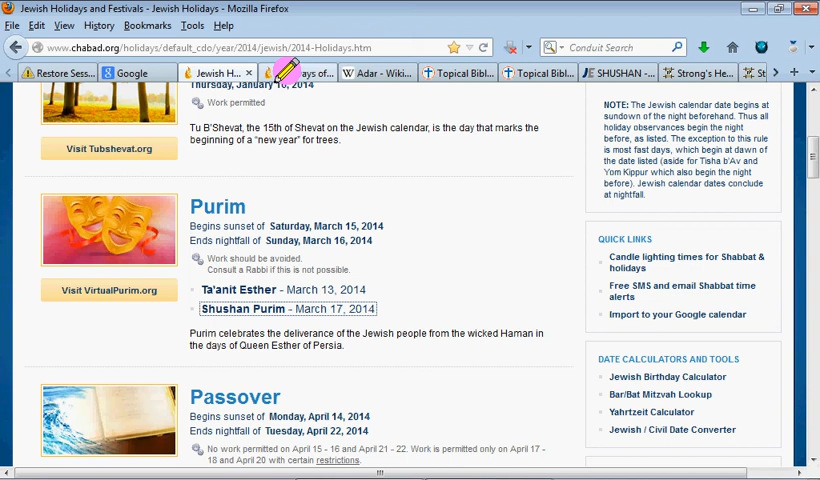 Jewish Holidays and Festivals - Jewish Holidays - Mozilla Firefox
File Edit View Bookmarks Tools Help
www.chabad.org/holidays/default_cdo/year/2014/jewish/2014-Holidays.htm
Search
Restore Sess...
Google
Jewish H...
ys of...
Adar - Wiki...
Topical Bibl...
Topical Bibl...
SHUSHAN -...
Strong's He...
St
Thursday, January 16, 2014
Work permitted
Tu B'Shevat, the 15th of Shevat on the Jewish calendar, is the day that marks the
beginning of a "new year" for trees.
Visit Tubshevat.org
Purim
Begins sunset of Saturday, March 15, 2014
Ends nightfall of Sunday, March 16, 2014
Work should be avoided.
Consult a Rabbi if this is not possible.
Visit VirtualPurim.org
Ta'anit Esther - March 13, 2014
Shushan Purim - March 17, 2014
Purim celebrates the deliverance of the Jewish people from the wicked Haman in
the days of Queen Esther of Persia.
Passover
Begins sunset of Monday, April 14, 2014
Ends nightfall of Tuesday, April 22, 2014
No work permitted on April 15 - 16 and April 21 - 22. Work is permitted only on April 17 -
18 and April 20 with certain restrictions.
NOTE: The Jewish calendar date begins at
sundown of the night beforehand. Thus all
holiday observances begin the night
before, as listed. The exception to this rule
is most fast days, which begin at dawn of
the date listed (aside for Tisha b'Av and
Yom Kippur which also begin the night
before). Jewish calendar dates conclude
at nightfall.
QUICK LINKS
Candle lighting times for Shabbat &
holidays
Free SMS and email Shabbat time
alerts
Import to your Google calendar
DATE CALCULATORS AND TOOLS
Jewish Birthday Calculator
Bar/Bat Mitzvah Lookup
Yahrtzeit Calculator
Jewish / Civil Date Converter